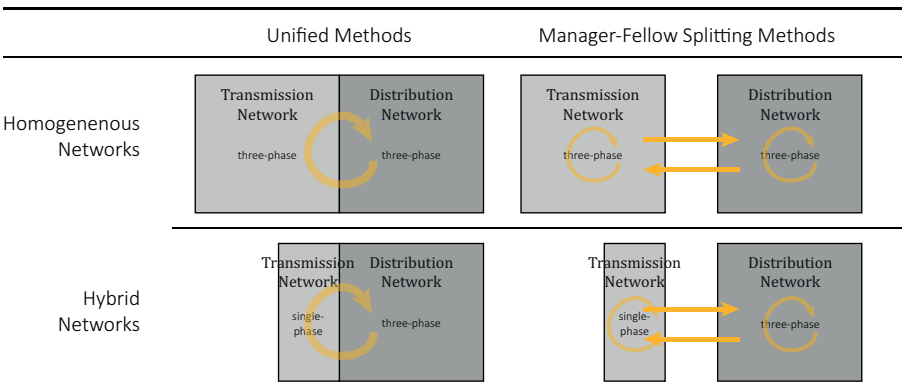 Unified Methods
Manager-Fellow Splitting Methods
Homogenenous
Networks
Transmission
Network
three-phase
Distribution
Network
three-phase
Transmission
Network
three-phase
Distribution
Network
three-phase
Hybrid
Networks
Transmission
Network
single-
phase
Distribution
Network
three-phase
Transmission
Network
single-
phase
Distribution
Network
three-phase